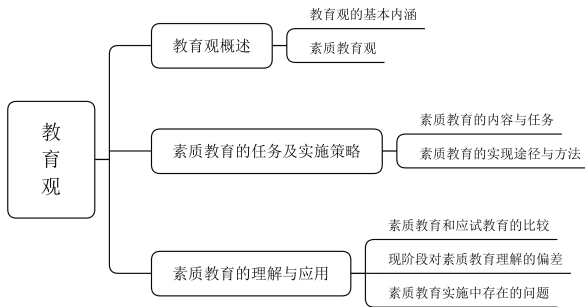 教育观
教育观概述
教育观的基本内涵
素质教育观
素质教育的任务及实施策略
素质教育的内容与任务
素质教育的实现途径与方法
素质教育的理解与应用
素质教育和应试教育的比较
现阶段对素质教育理解的偏差
素质教育实施中存在的问题